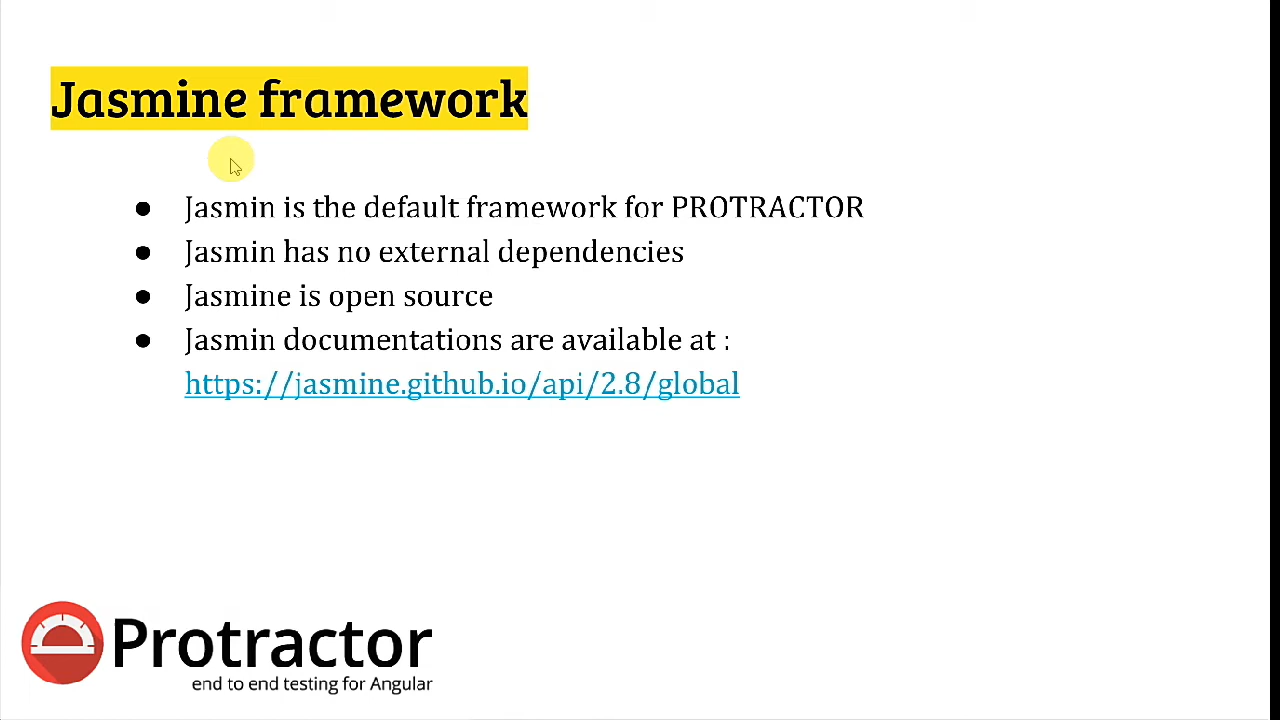 Jasmine framework
● Jasmin is the default framework for PROTRACTOR
● Jasmin has no external dependencies
● Jasmine is open source
● Jasmin documentations are available at :
https://jasmine.github.io/api/2.8/global
Protractor
end to end testing for Angular